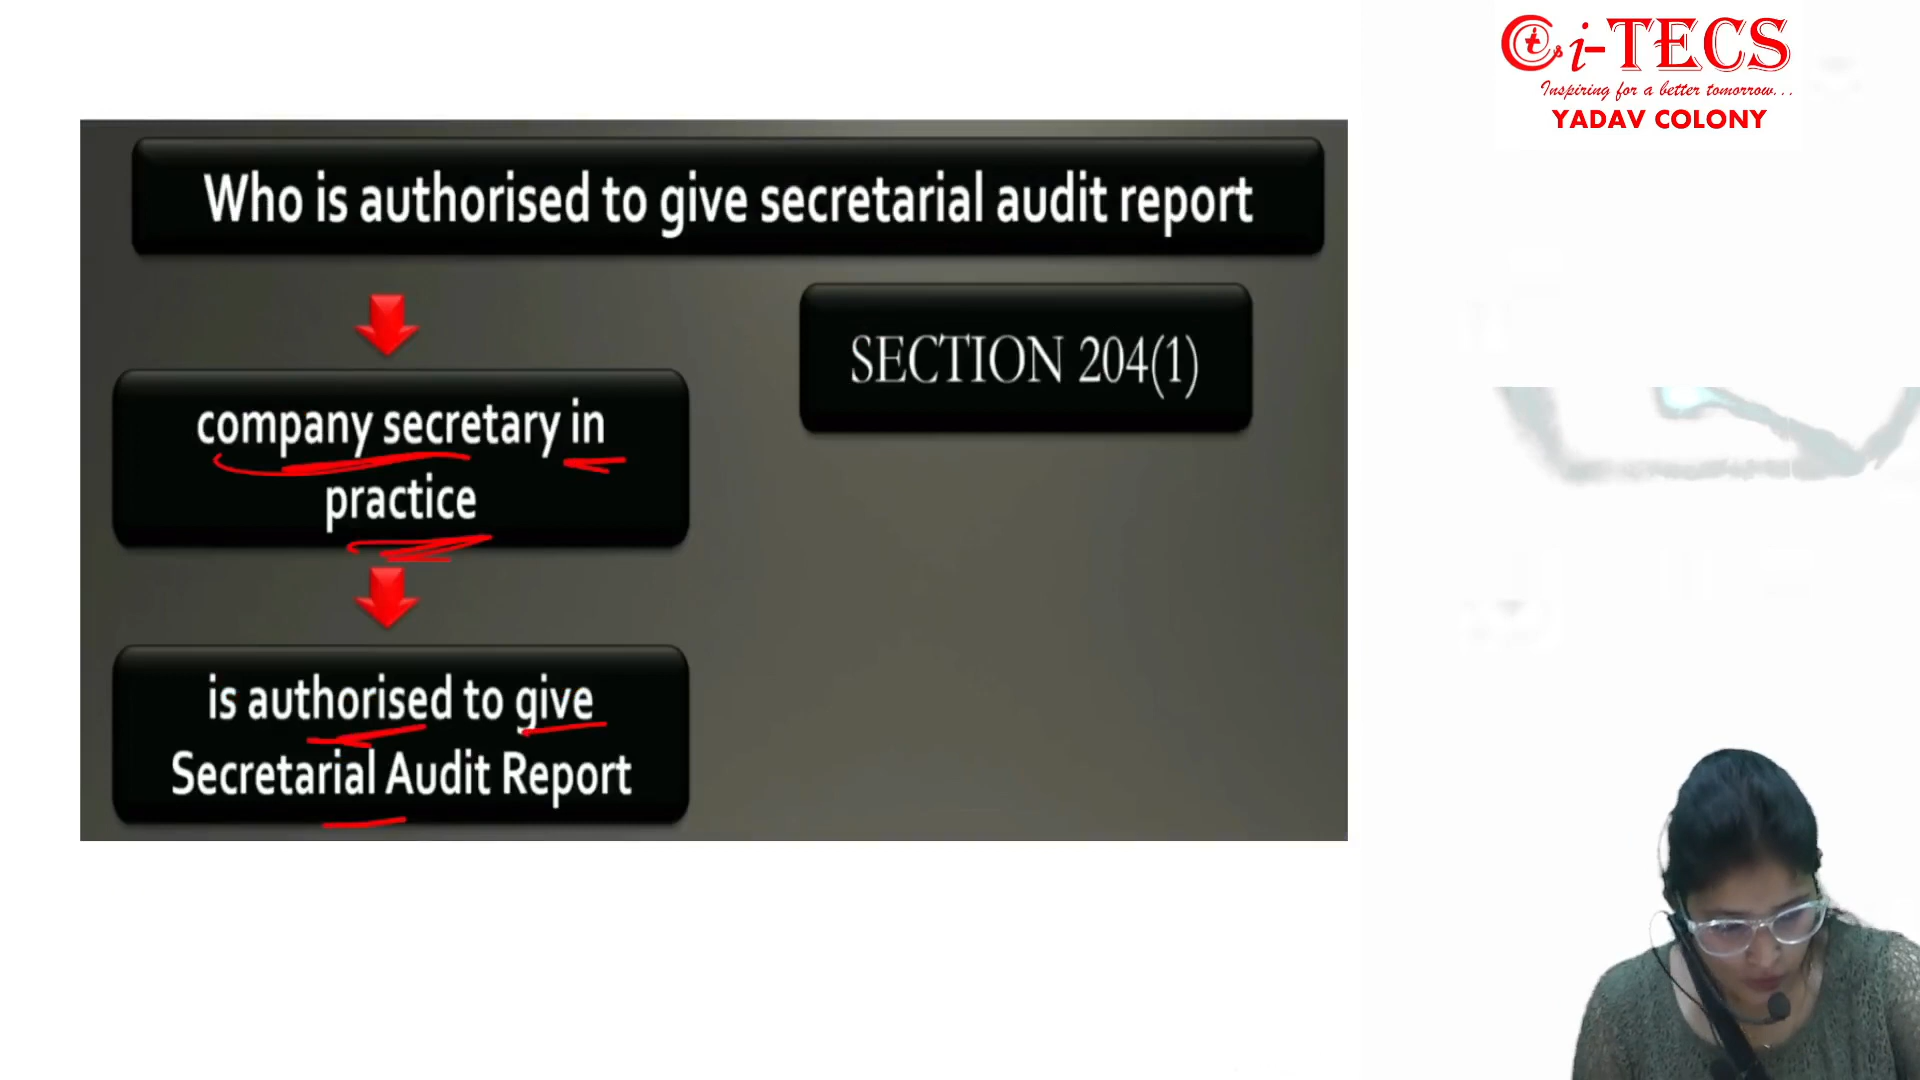 i-TECS
Inspiring for a better tomorrow...
YADAV COLONY
Who is authorised to give secretarial audit report
SECTION 204(1)
company secretary in
practice
is authorised to give
Secretarial Audit Report